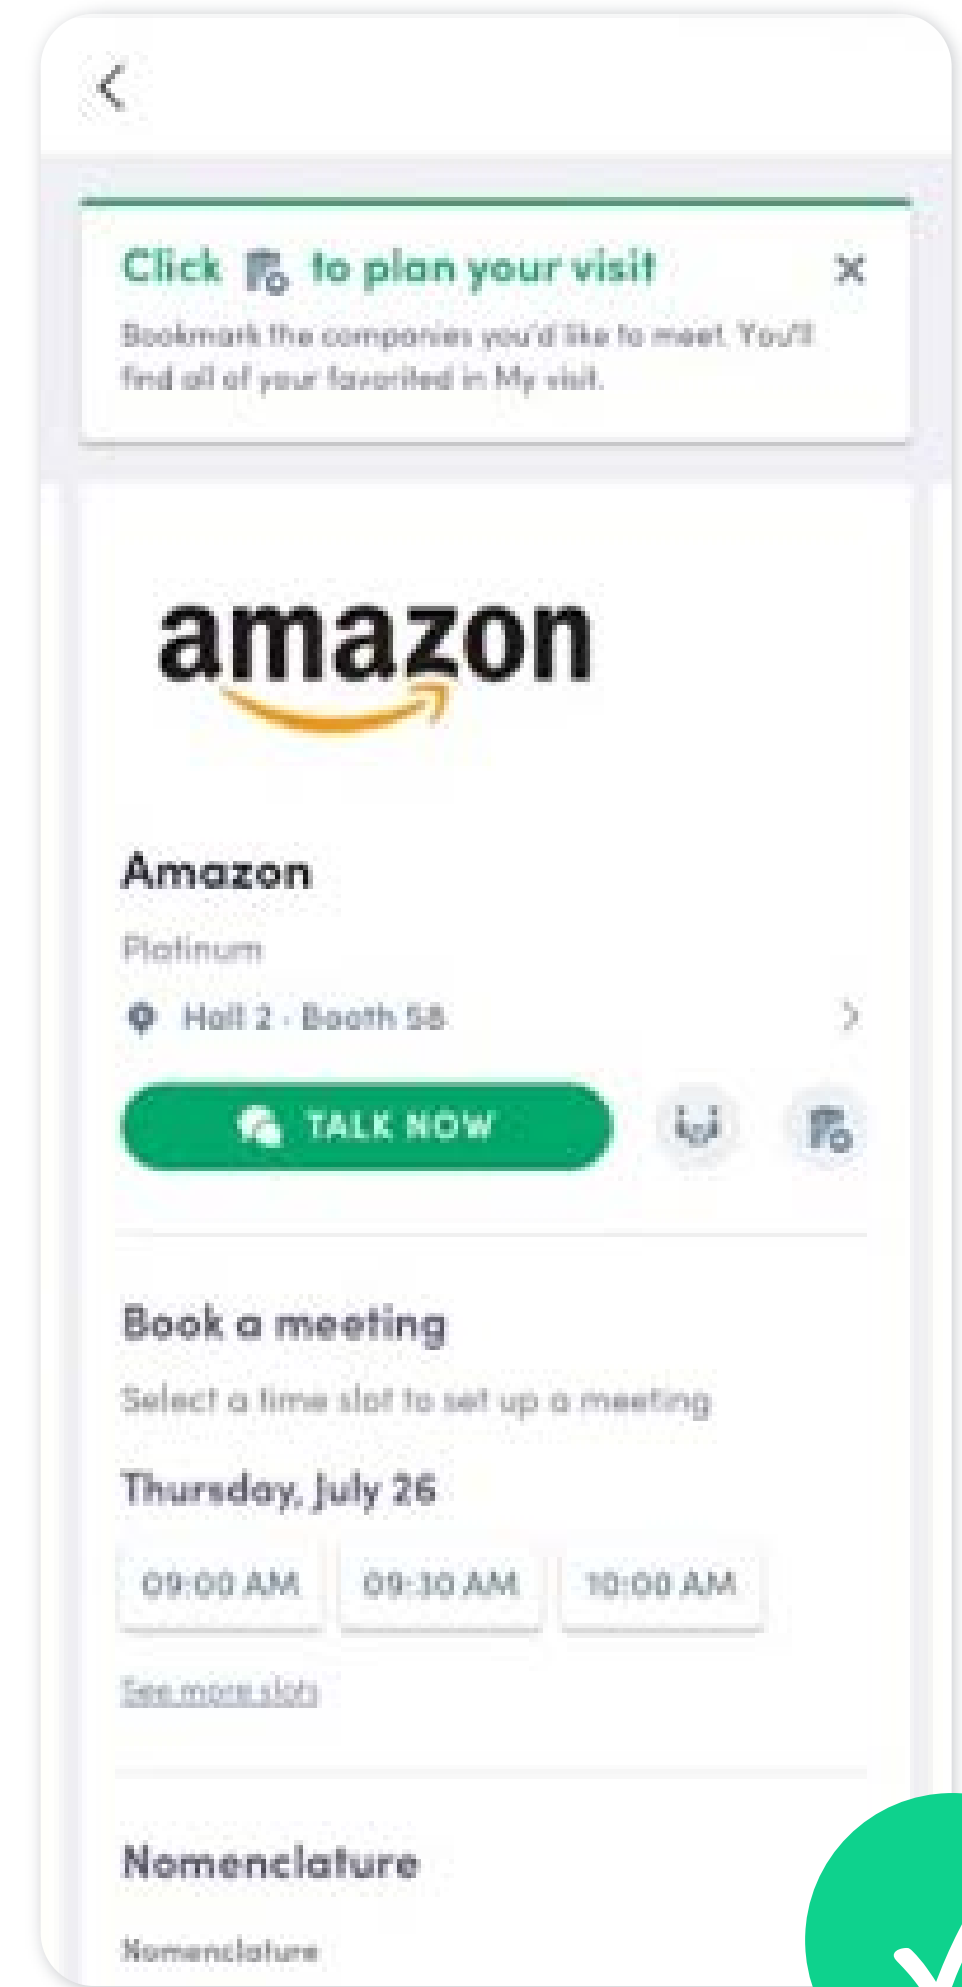 Click to plan your visit
Bookmark the companies you'd like to meet. You'll
find all of your favorited in My visit.
amazon
Amazon
Platinum
Hall 2 - Booth 58
TALK NOW
Book a meeting
Select a time slot to set up a meeting
Thursday, July 26
09:00 AM 09:30 AM 10:00 AM
See more slots
Nomenclature
Nomenclature